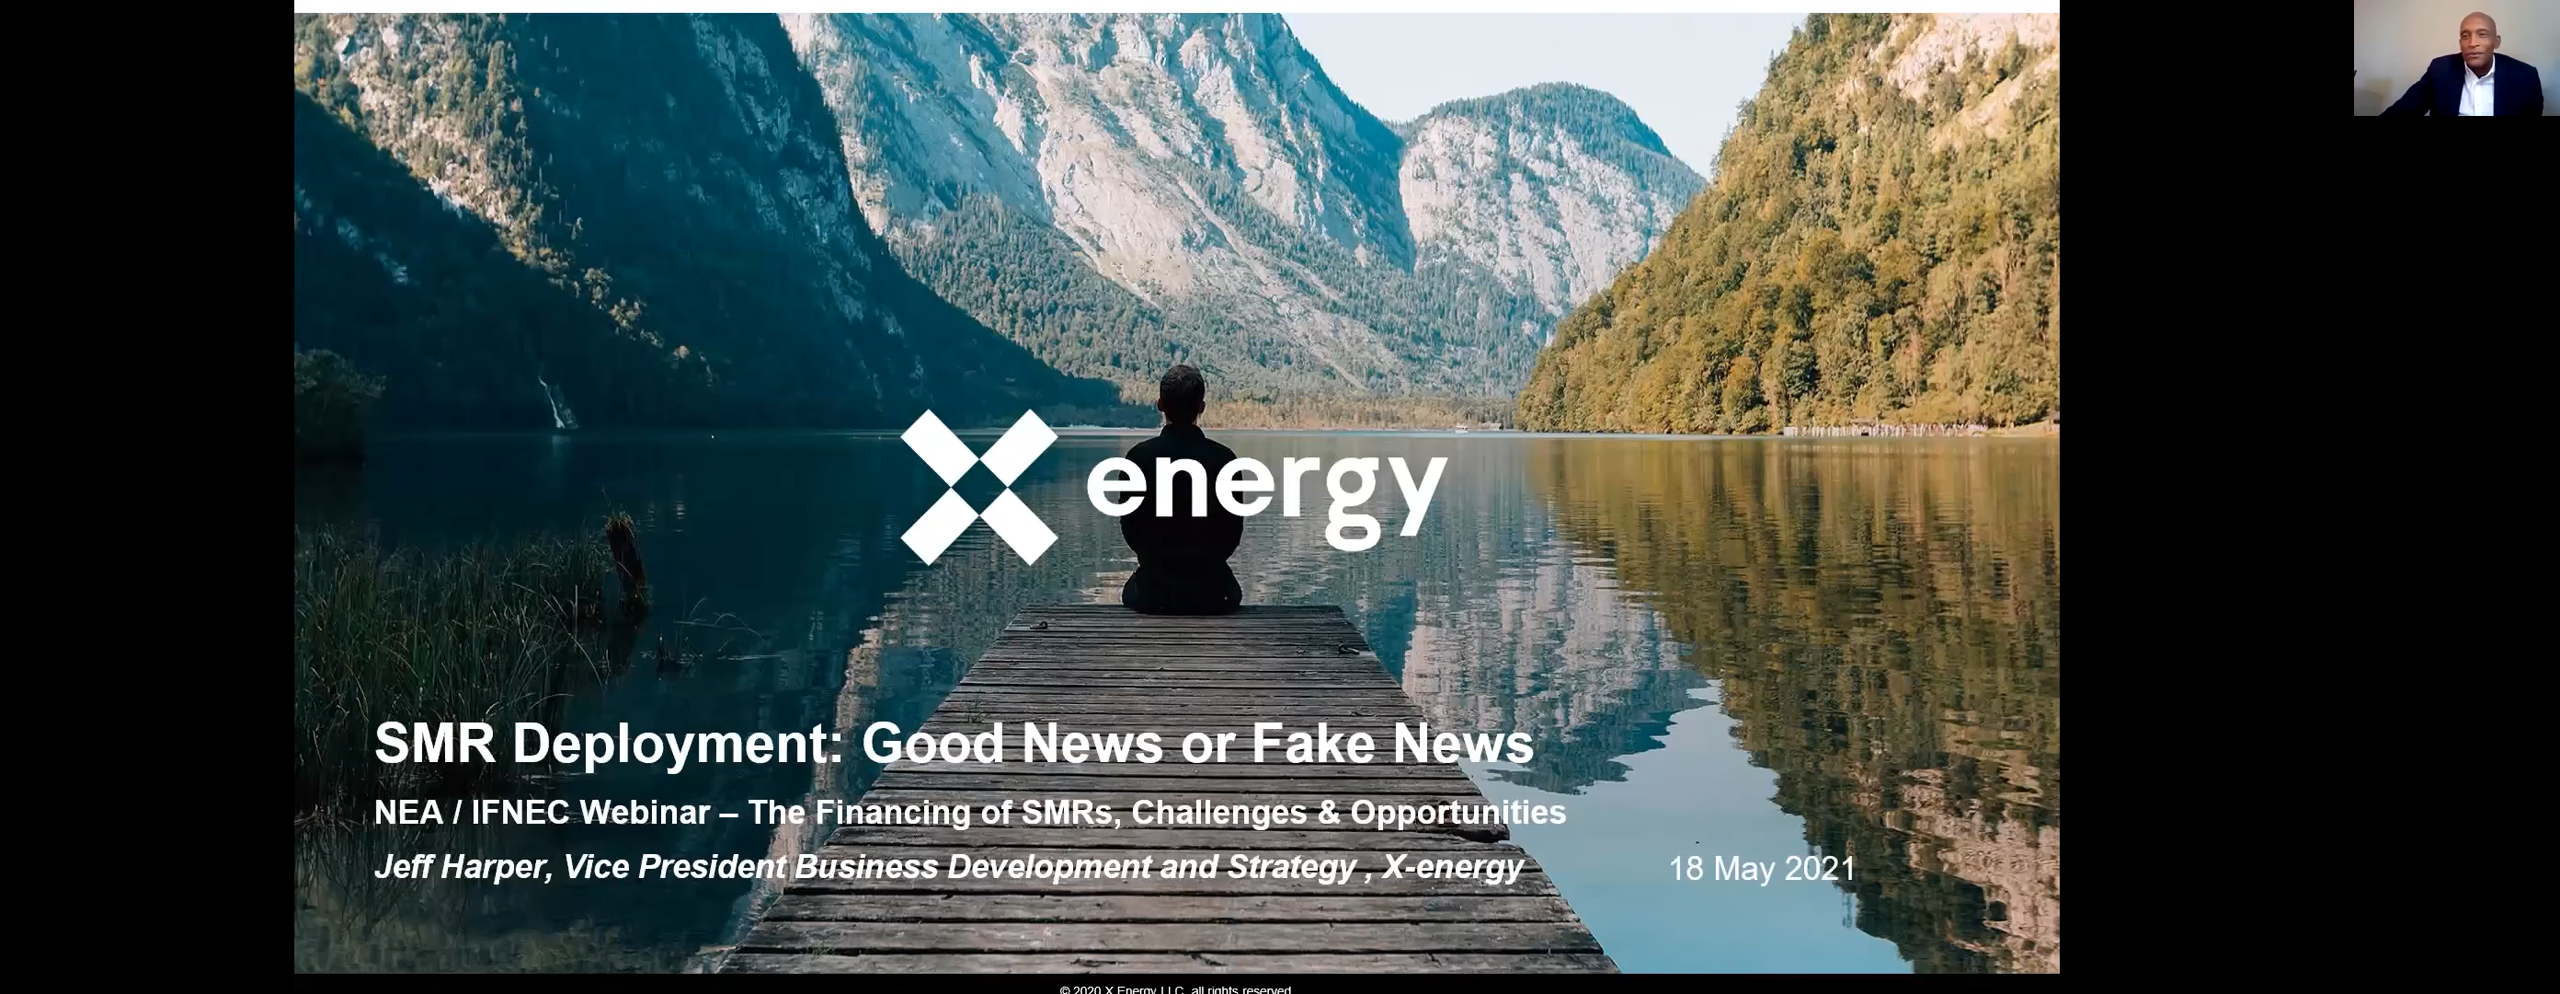 X energy
SMR Deployment: Good News or Fake News
NEA / IFNEC Webinar – The Financing of SMRs, Challenges & Opportunities
Jeff Harper, Vice President Business Development and Strategy , X-energy
18 May 2021
© 2020 X Energy, LLC, all rights reserved